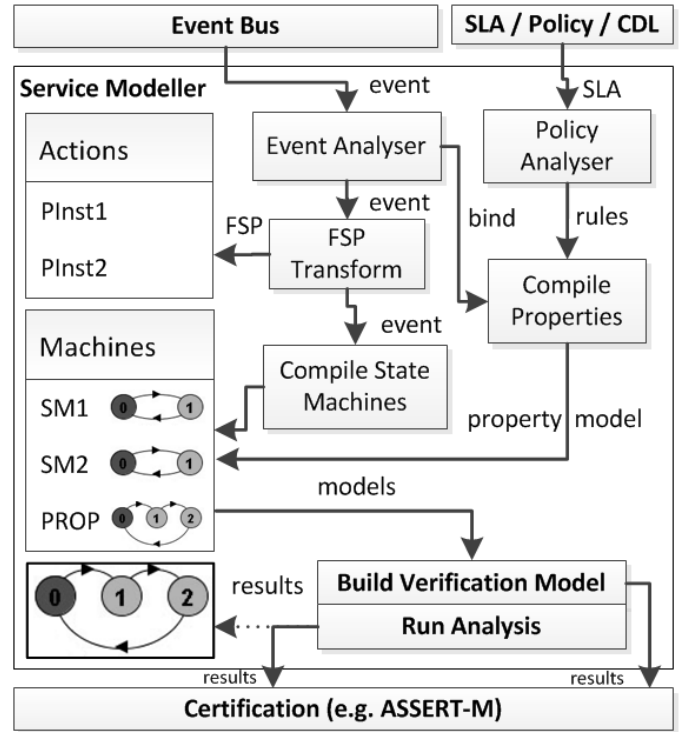 Event Bus
SLA / Policy / CDL
Service Modeller
event
SLA
Actions
Event Analyser
Policy
Analyser
PInst1
event
FSP
bind
rules
FSP
Transform
PInst2
Compile
Properties
event
Machines
Compile State
Machines
SM1
0 1
property model
SM2
0 1
models
PROP
0 1 2
0 1 2
results
Build Verification Model
Run Analysis
results
results
Certification (e.g. ASSERT-M)